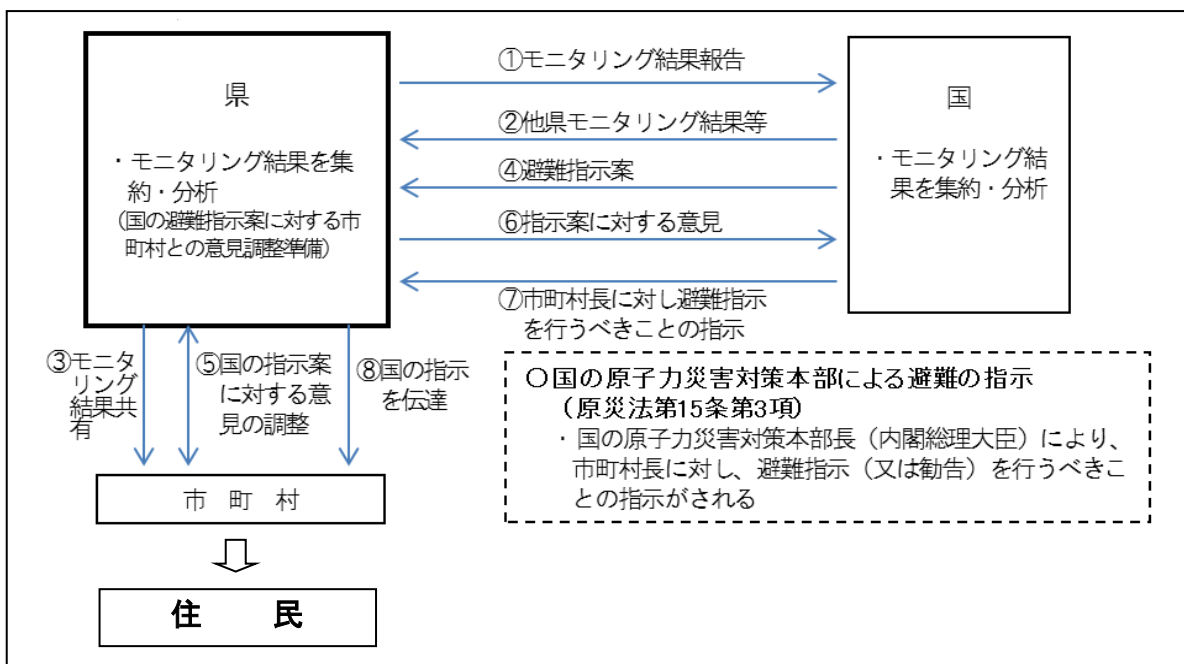 県
・モニタリング結果を集
約・分析
(国の避難指示案に対する市
町村との意見調整準備)
①モニタリング結果報告
②他県モニタリング結果等
④避難指示案
⑥指示案に対する意見
⑦市町村長に対し避難指示
を行うべきことの指示
国
・モニタリング結
果を集約・分析
③モニタ
リング
結果共
有
⑤国の指示案
に対する意
見の調整
⑧国の指示
を伝達
○国の原子力災害対策本部による避難の指示
(原災法第15条第3項)
・国の原子力災害対策本部長(内閣総理大臣)により、
市町村長に対し、避難指示(又は勧告)を行うべきこ
との指示がされる
市 町 村
住 民